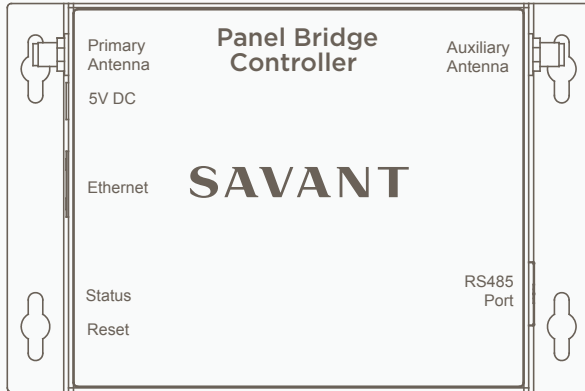 Panel Bridge
Controller
Primary
Antenna
Auxiliary
Antenna
5V DC
Ethernet
SAVANT
Status
Reset
RS485
Port